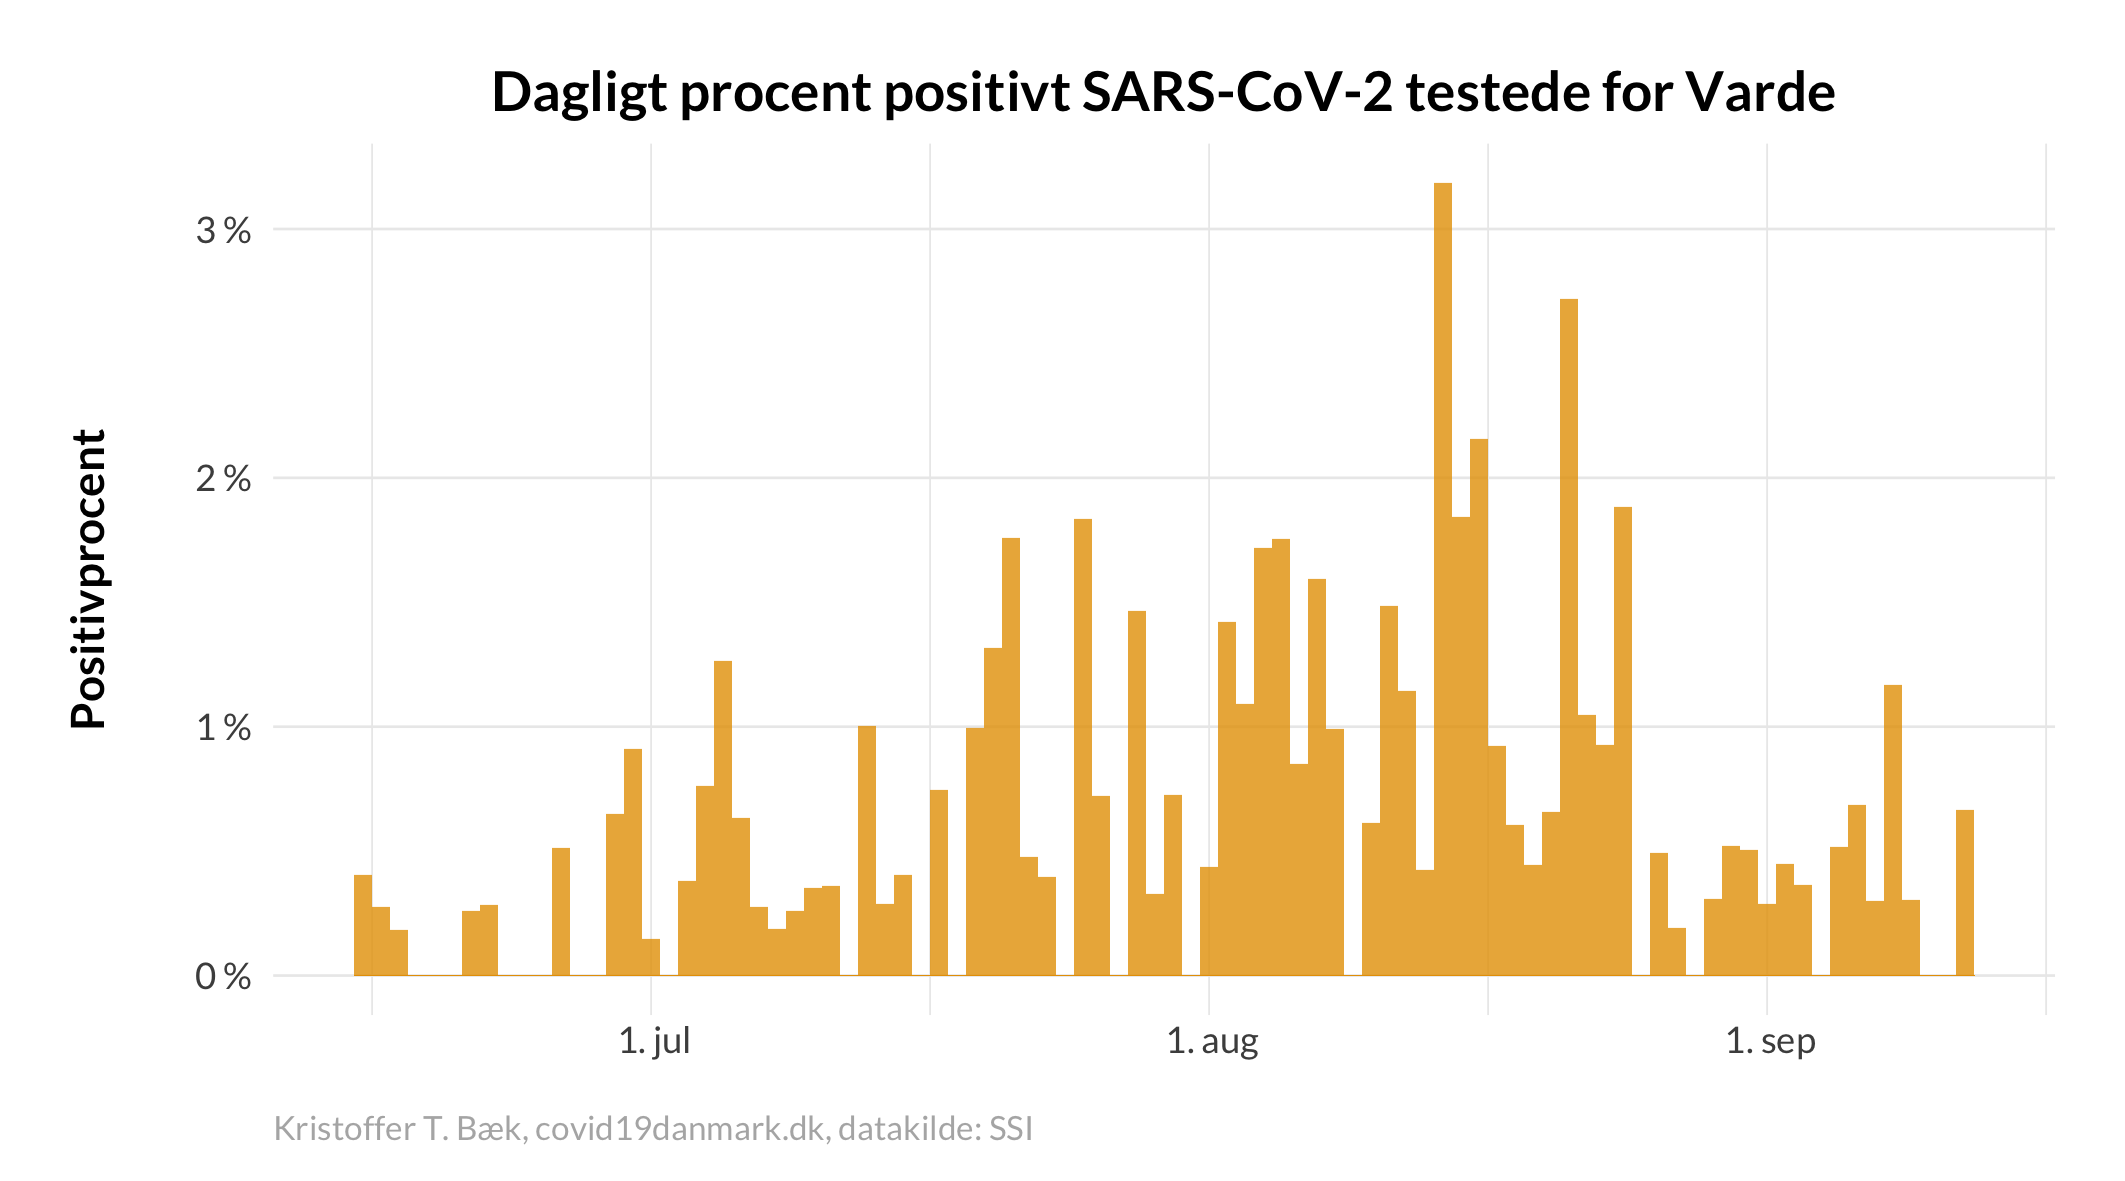 Dagligt procent positivt SARS-CoV-2 testede for Varde
Positivprocent
3 %
2 %
1 %
0 %
1. jul
1. aug
1. sep
Kristoffer T. Bæk, covid19danmark.dk, datakilde: SSI